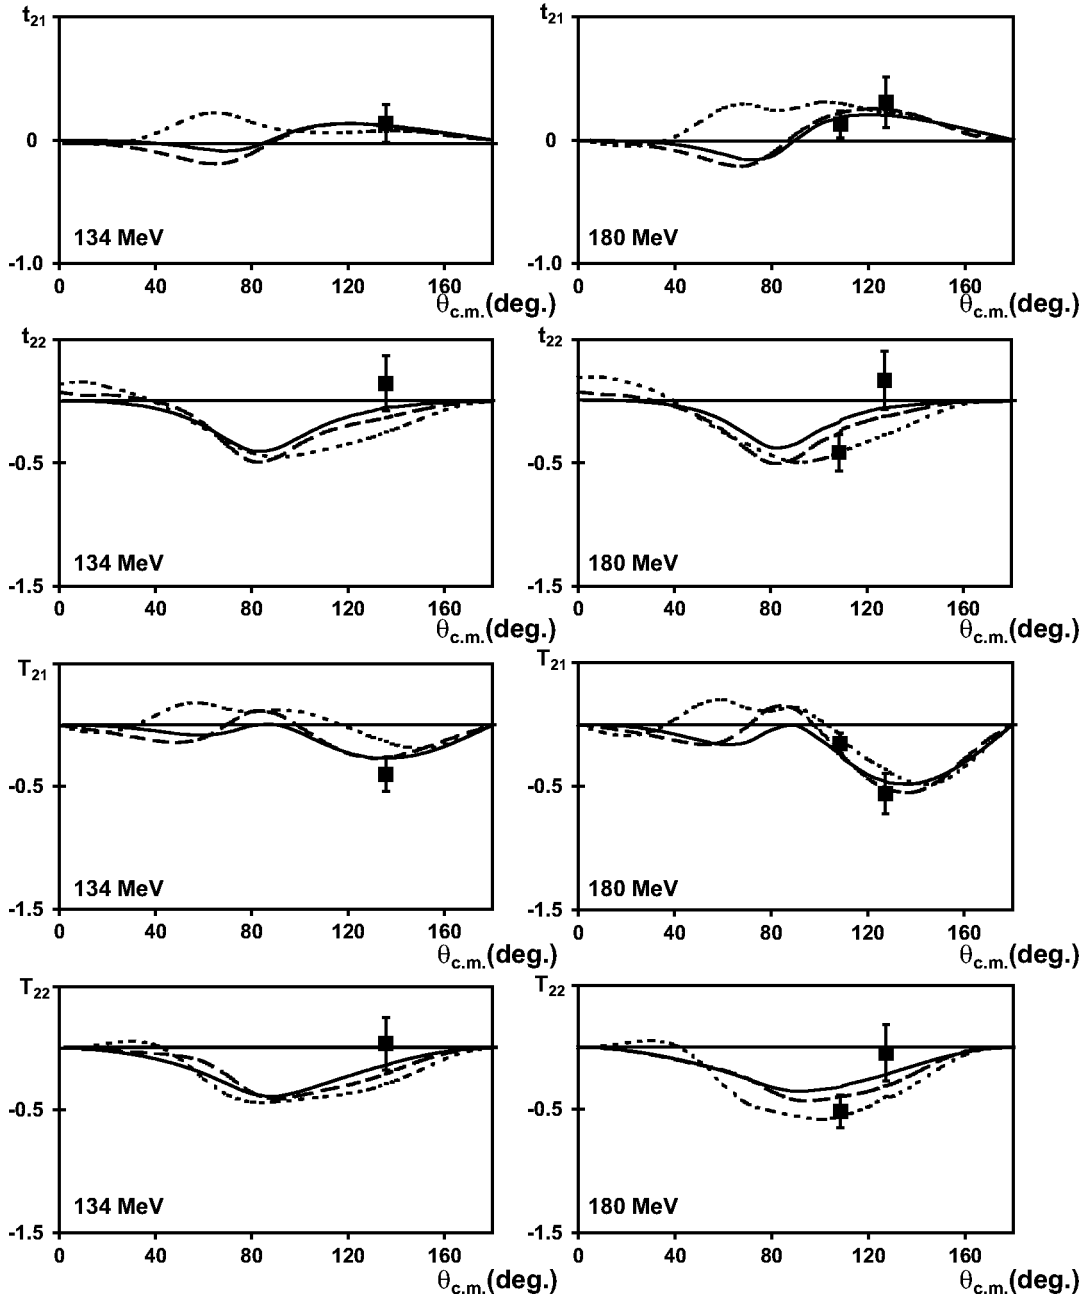 t21 t21
0 0
134 MeV 180 MeV
-1.0 -1.0
0 40 80 120 160 0 40 80 120 160
θc.m.(deg.) θc.m.(deg.)
t22 t22
-0.5 -0.5
134 MeV 180 MeV
-1.5 -1.5
0 40 80 120 160 0 40 80 120 160
θc.m.(deg.) θc.m.(deg.)
T21 T21
-0.5 -0.5
134 MeV 180 MeV
-1.5 -1.5
0 40 80 120 160 0 40 80 120 160
θc.m.(deg.) θc.m.(deg.)
T22 T22
-0.5 -0.5
134 MeV 180 MeV
-1.5 -1.5
0 40 80 120 160 0 40 80 120 160
θc.m.(deg.) θc.m.(deg.)